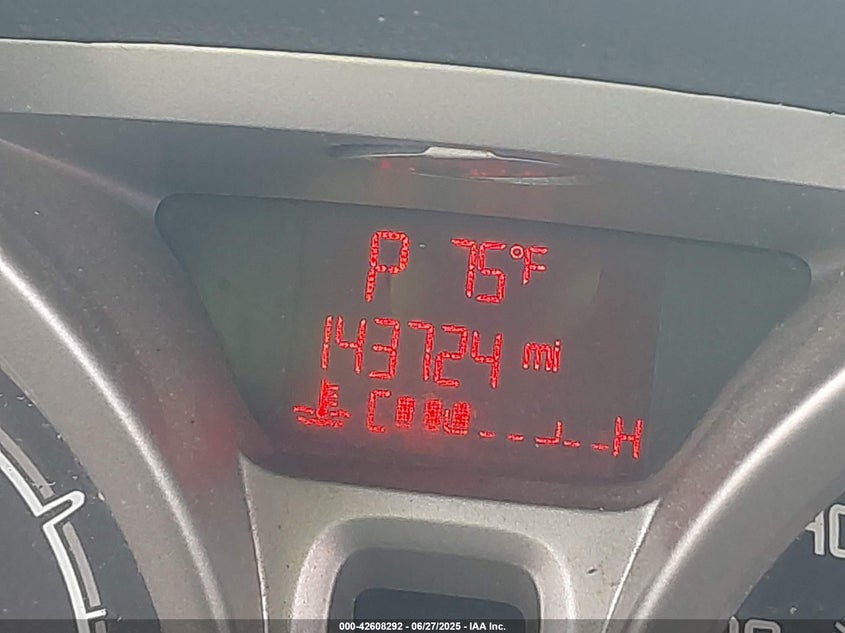 P 75°F
143724 mi
C H
000-42608292 - 06/27/2025 - IAA Inc.